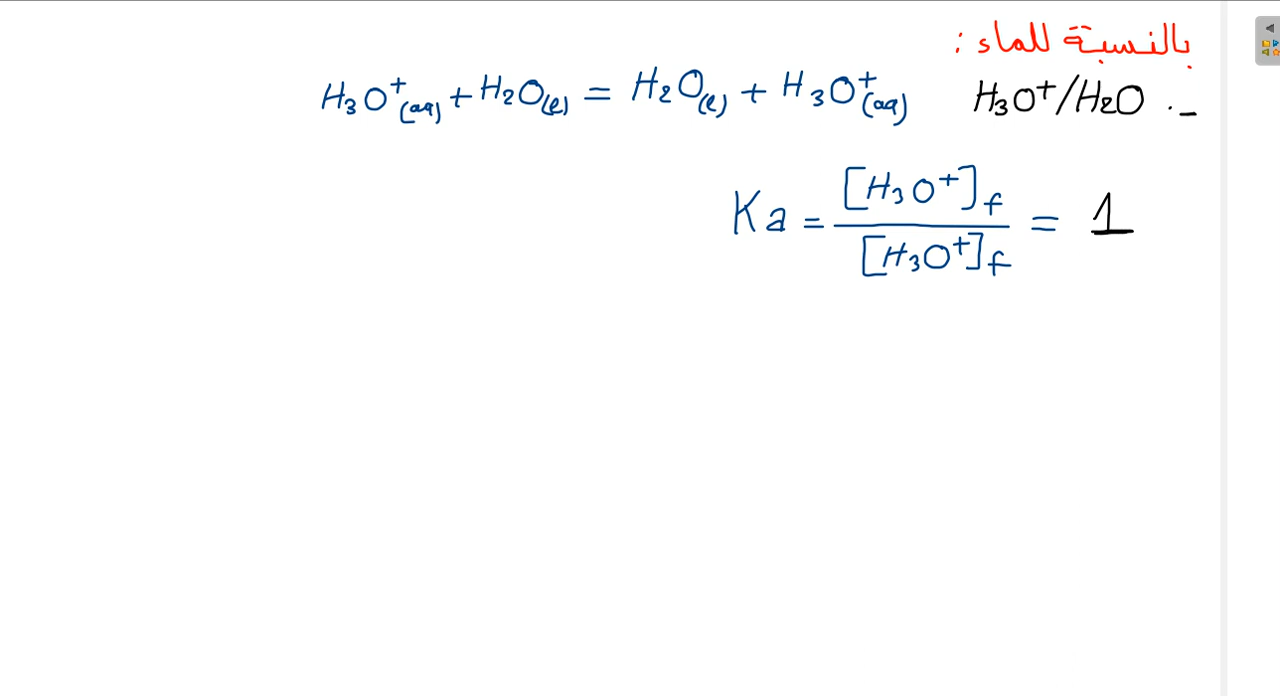 بالنسبة للماء :
-. H3O+/H2O H3O+(aq) + H2O(l) = H2O(l) + H3O+(aq)
Ka = [H3O+]f / [H3O+]f = 1